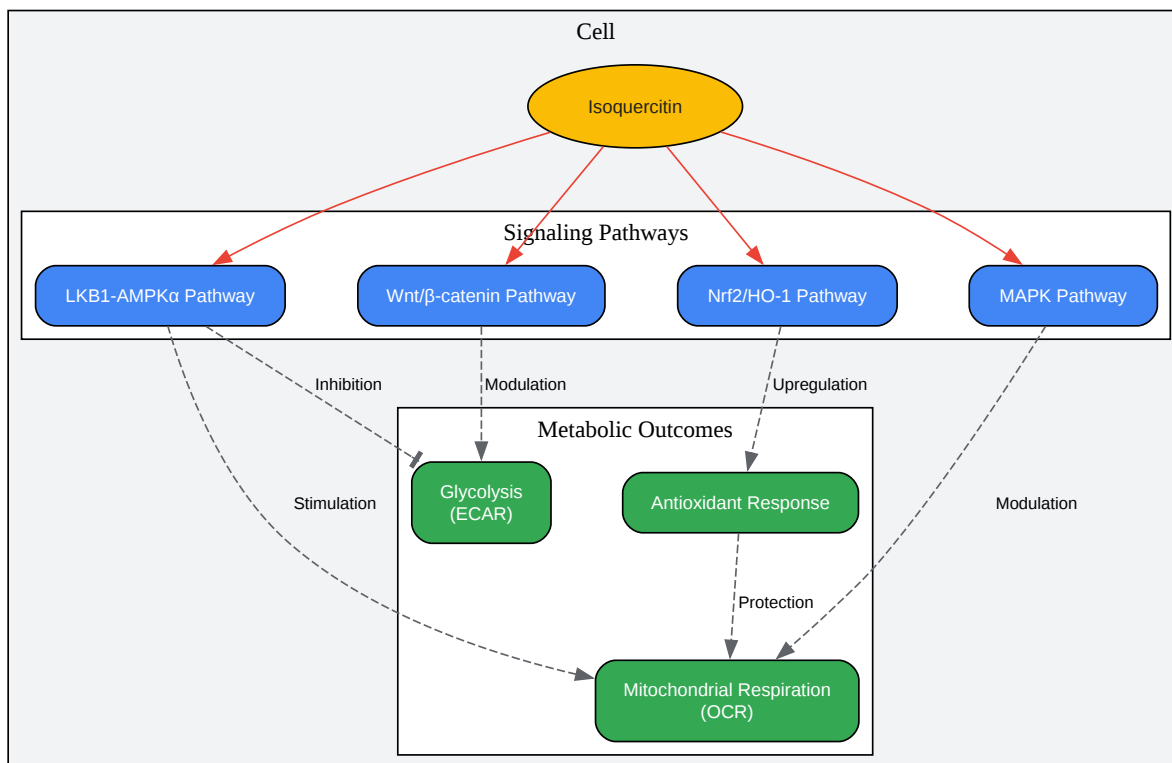 Cell
Isoquercitin
Signaling Pathways
LKB1-AMPKα Pathway
Wnt/β-catenin Pathway
Nrf2/HO-1 Pathway
MAPK Pathway
Inhibition
Modulation
Upregulation
Metabolic Outcomes
Glycolysis
(ECAR)
Antioxidant Response
Stimulation
Modulation
Protection
Mitochondrial Respiration
(OCR)